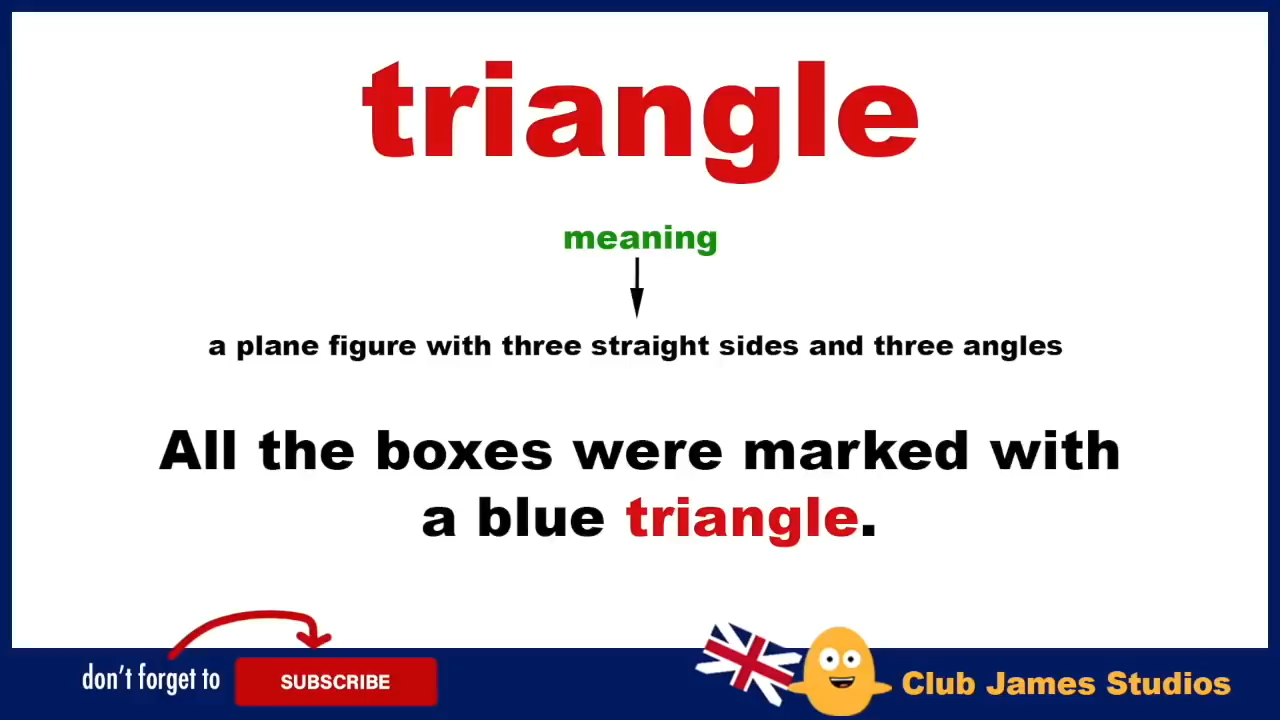 triangle
meaning
a plane figure with three straight sides and three angles
All the boxes were marked with
a blue triangle.
don't forget to
SUBSCRIBE
Club James Studios